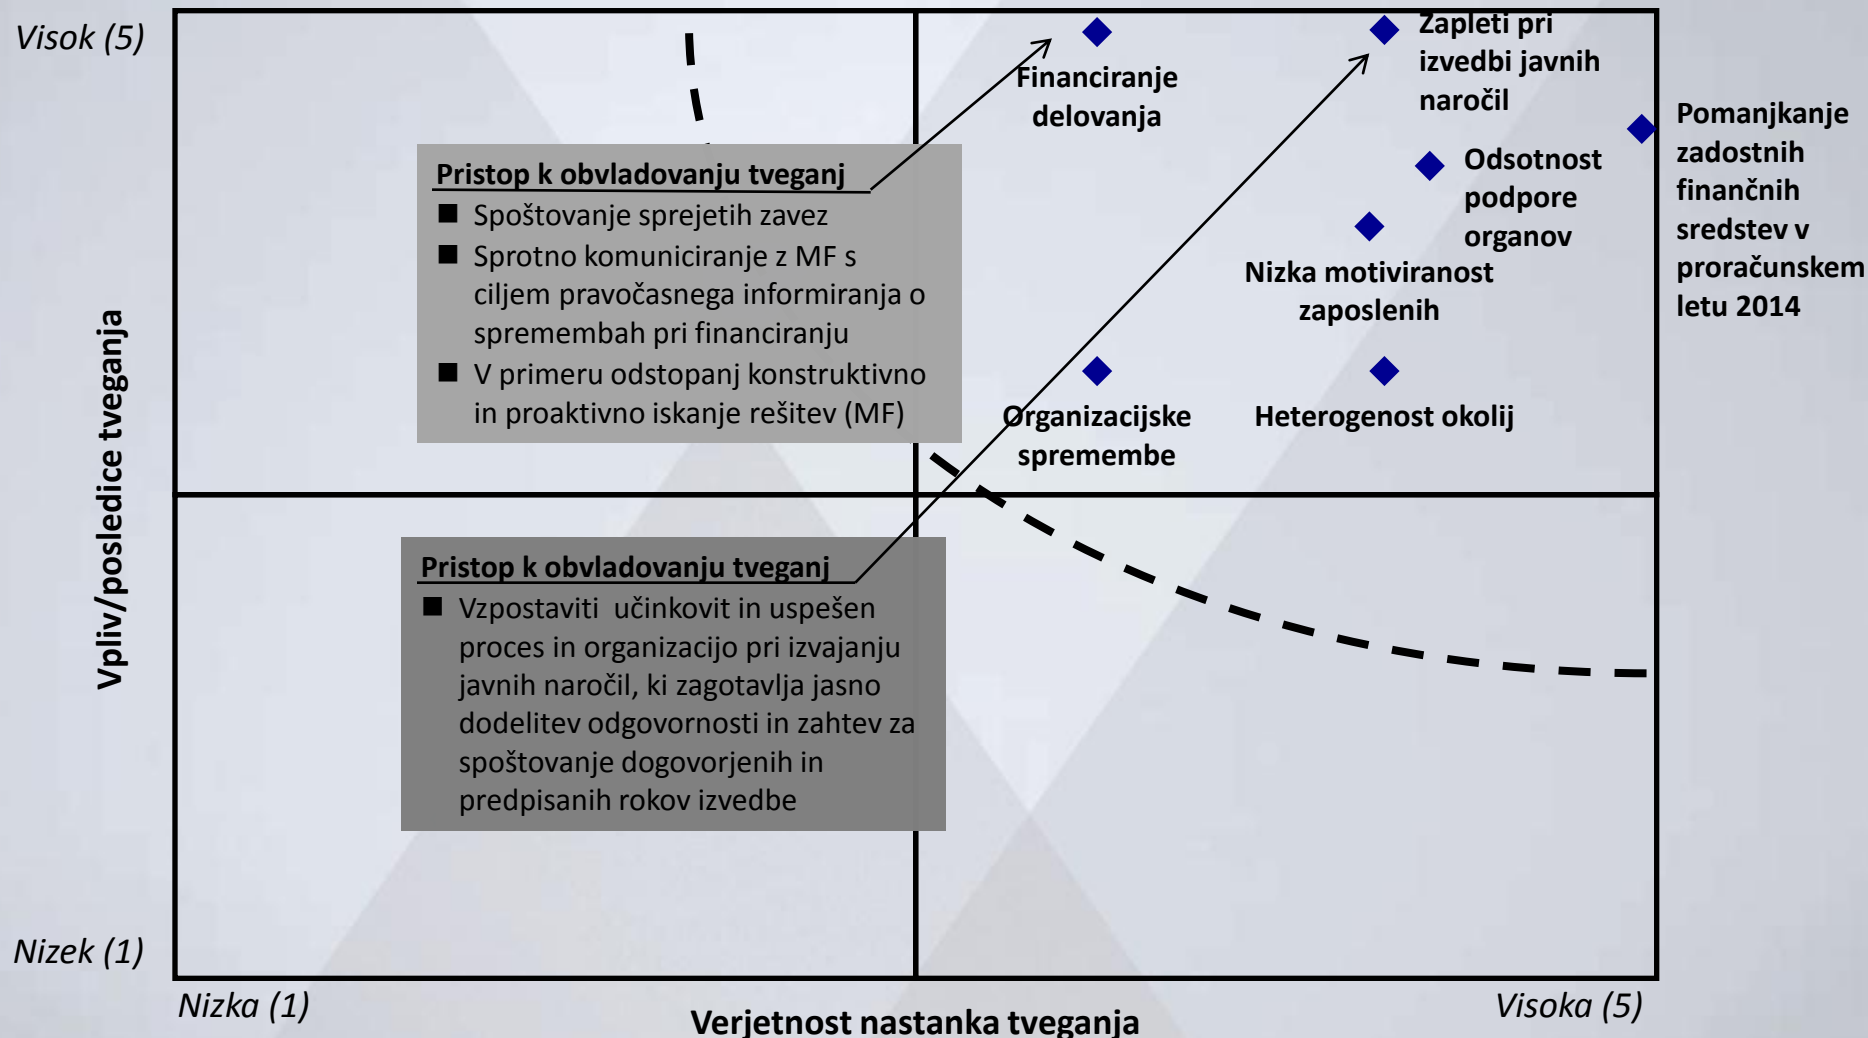 Visok (5)
Zapleti pri
izvedbi javnih
naročil
Financiranje
delovanja
Pomanjkanje
zadostnih
finančnih
sredstev v
proračunskem
letu 2014
Odsotnost
podpore
organov
Nizka motiviranost
zaposlenih
Pristop k obvladovanju tveganj
■ Spoštovanje sprejetih zavez
■ Sprotno komuniciranje z MF s
ciljem pravočasnega informiranja o
spremembah pri financiranju
■ V primeru odstopanj konstruktivno
in proaktivno iskanje rešitev (MF)
Organizacijske
spremembe
Heterogenost okolij
Vpliv/posledice tveganja
Pristop k obvladovanju tveganj
■ Vzpostaviti učinkovit in uspešen
proces in organizacijo pri izvajanju
javnih naročil, ki zagotavlja jasno
dodelitev odgovornosti in zahtev za
spoštovanje dogovorjenih in
predpisanih rokov izvedbe
Nizek (1)
Nizka (1)
Verjetnost nastanka tveganja
Visoka (5)